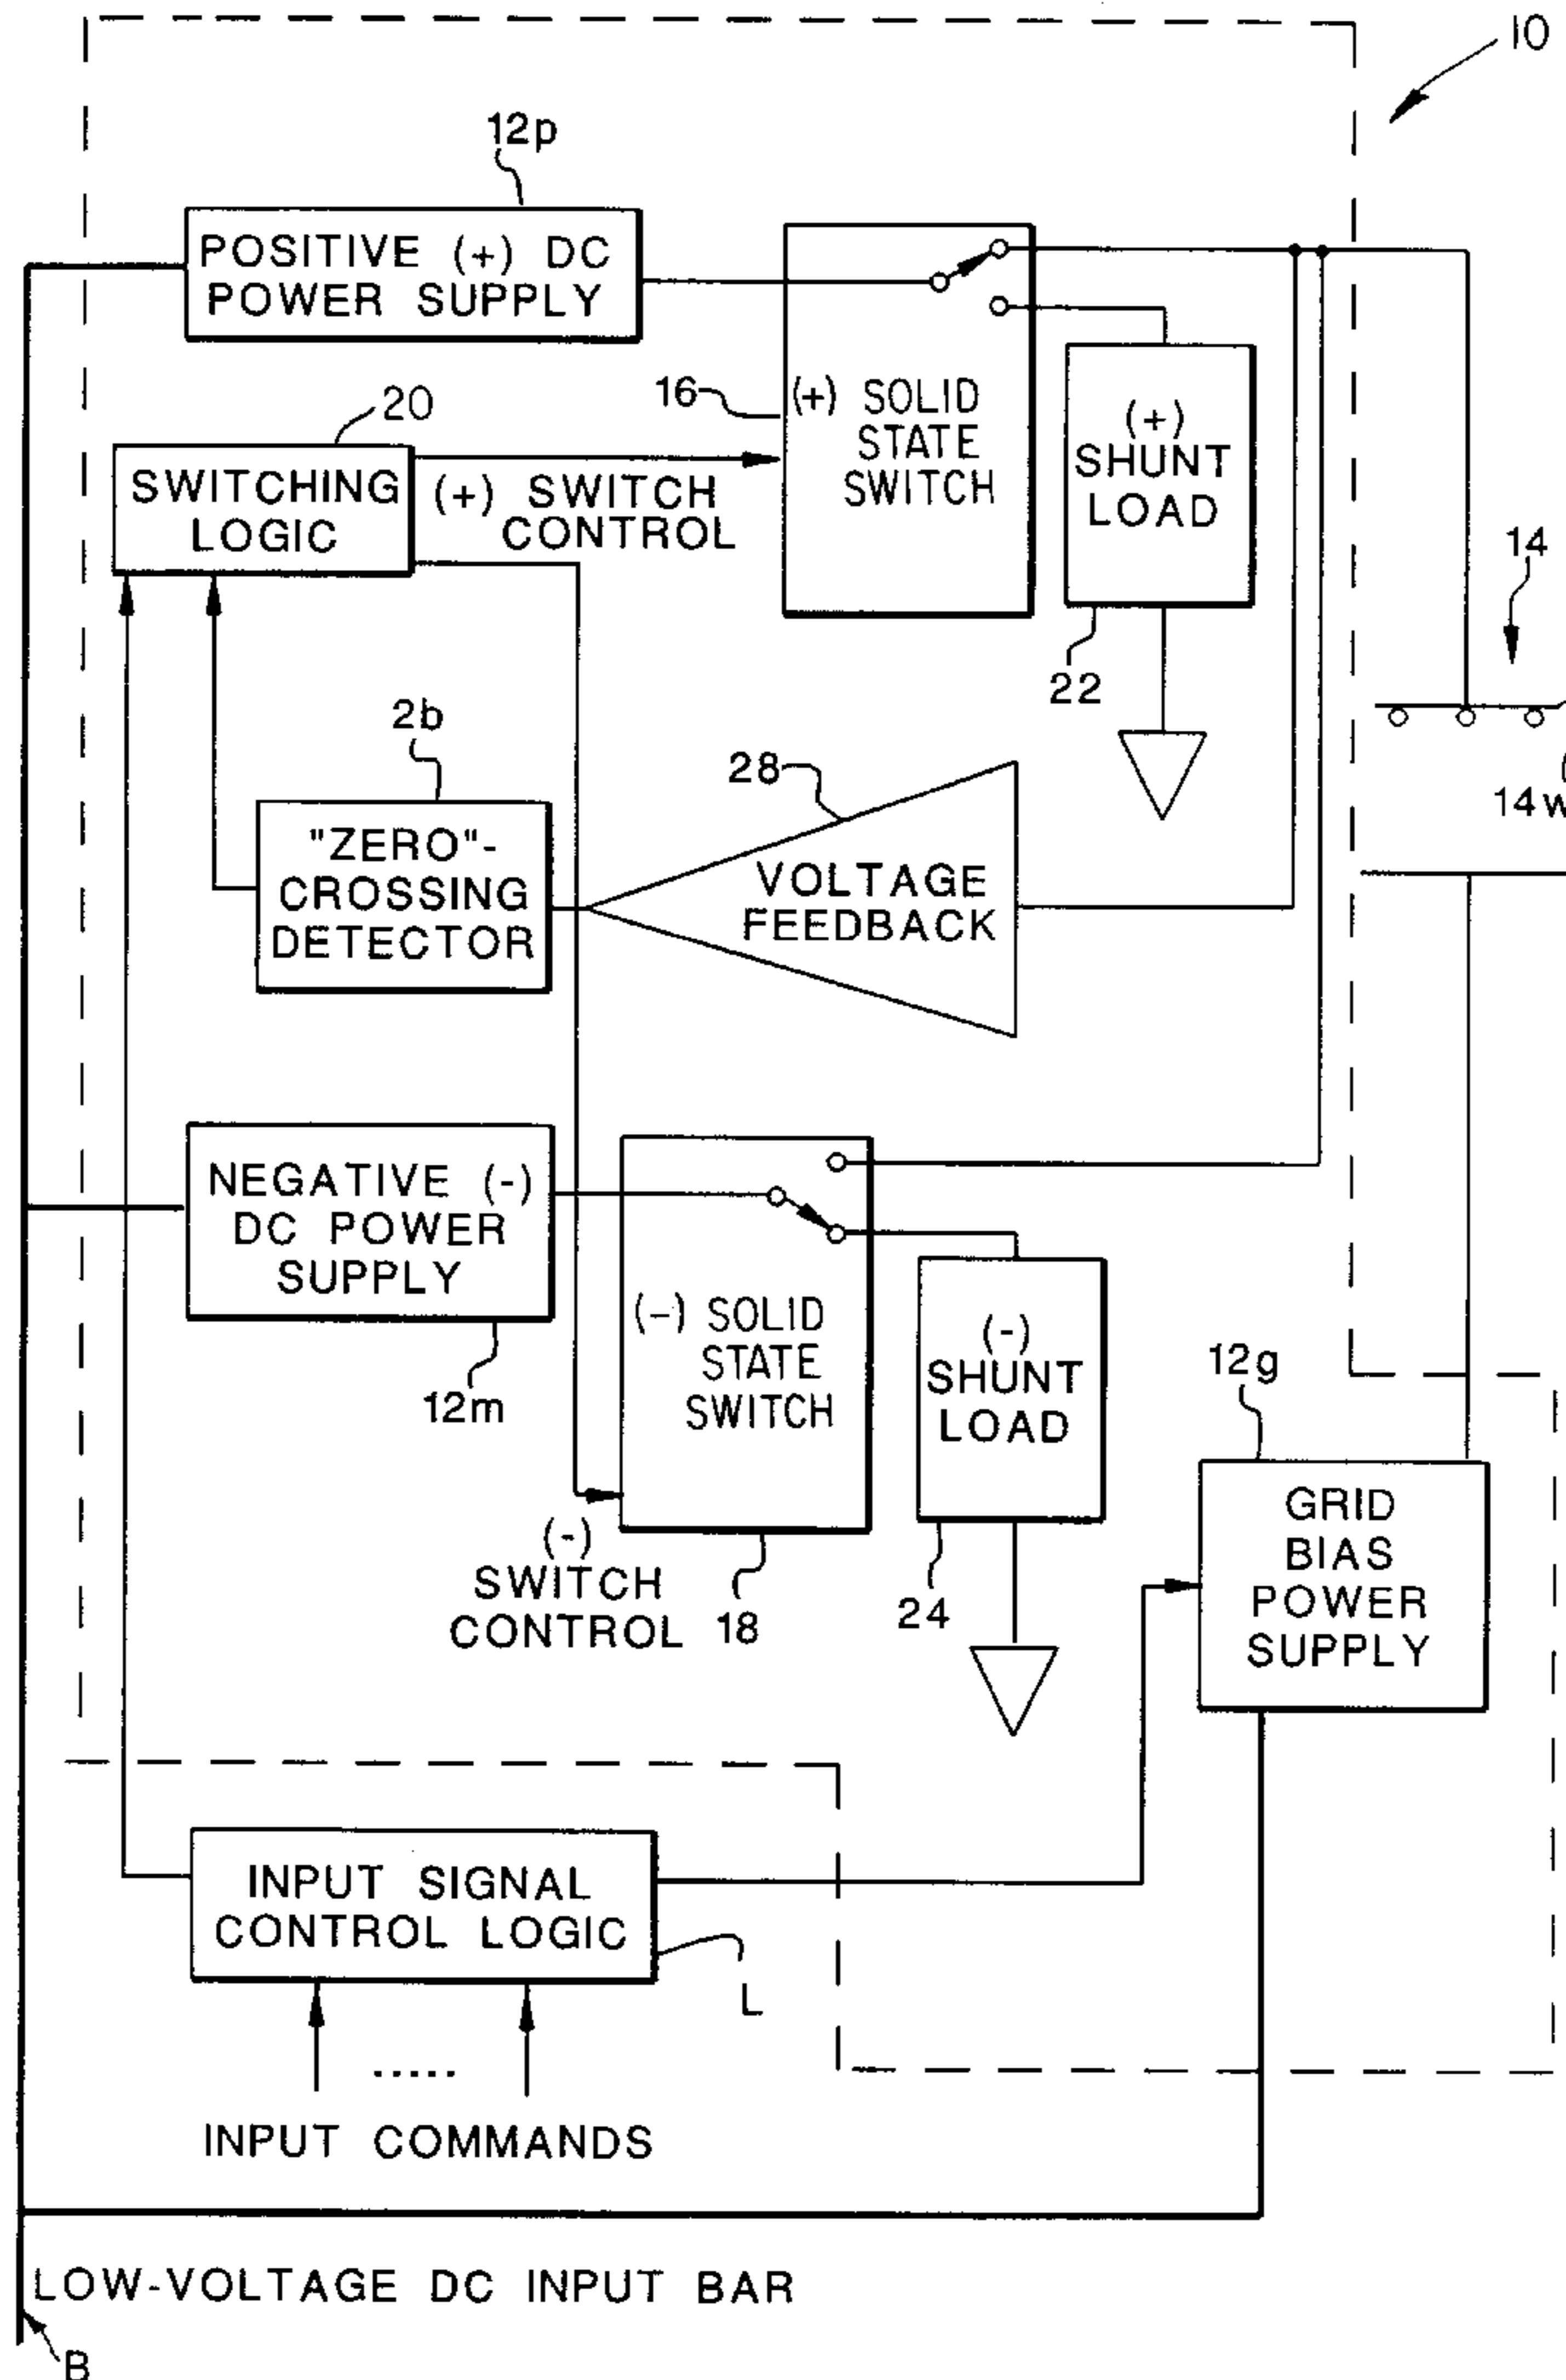 10
12p
POSITIVE (+) DC
POWER SUPPLY
20
16
(+) SOLID
STATE
SWITCH
(+)
SHUNT
LOAD
SWITCHING
LOGIC
(+) SWITCH
CONTROL
14
22
2b
28
14w
"ZERO"-
CROSSING
DETECTOR
VOLTAGE
FEEDBACK
NEGATIVE (-)
DC POWER
SUPPLY
12m
(-) SOLID
STATE
SWITCH
(-)
SHUNT
LOAD
12g
GRID
BIAS
POWER
SUPPLY
(-)
SWITCH
CONTROL
18
24
INPUT SIGNAL
CONTROL LOGIC
L
.....
INPUT COMMANDS
LOW-VOLTAGE DC INPUT BAR
B